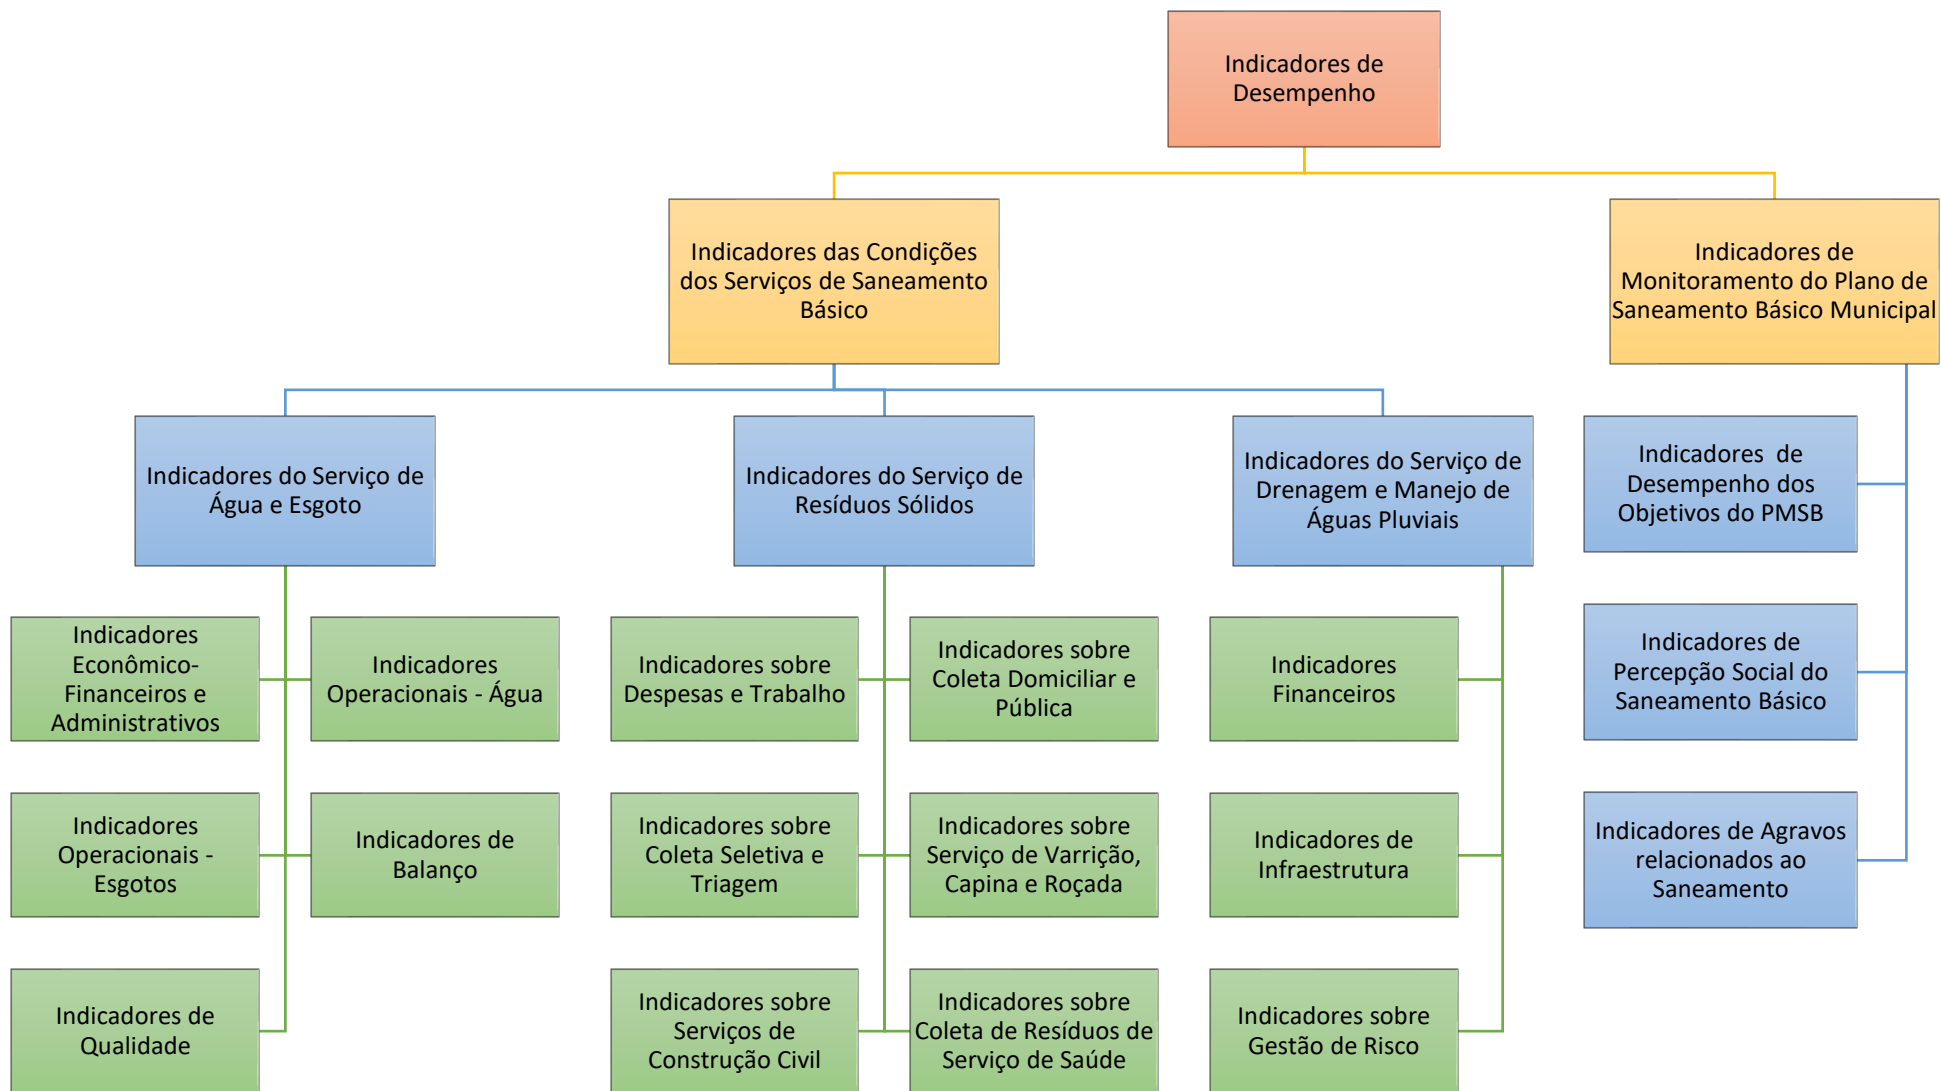 Indicadores de
Desempenho
Indicadores das Condições
dos Serviços de Saneamento
Básico
Indicadores de
Monitoramento do Plano de
Saneamento Básico Municipal
Indicadores do Serviço de
Água e Esgoto
Indicadores do Serviço de
Resíduos Sólidos
Indicadores do Serviço de
Drenagem e Manejo de
Águas Pluviais
Indicadores de
Desempenho dos
Objetivos do PMSB
Indicadores
Econômico-
Financeiros e
Administrativos
Indicadores
Operacionais - Água
Indicadores sobre
Despesas e Trabalho
Indicadores sobre
Coleta Domiciliar e
Pública
Indicadores
Financeiros
Indicadores de
Percepção Social do
Saneamento Básico
Indicadores
Operacionais -
Esgotos
Indicadores de
Balanço
Indicadores sobre
Coleta Seletiva e
Triagem
Indicadores sobre
Serviço de Varrição,
Capina e Roçada
Indicadores de
Infraestrutura
Indicadores de Agravos
relacionados ao
Saneamento
Indicadores de
Qualidade
Indicadores sobre
Serviços de
Construção Civil
Indicadores sobre
Coleta de Resíduos de
Serviço de Saúde
Indicadores sobre
Gestão de Risco